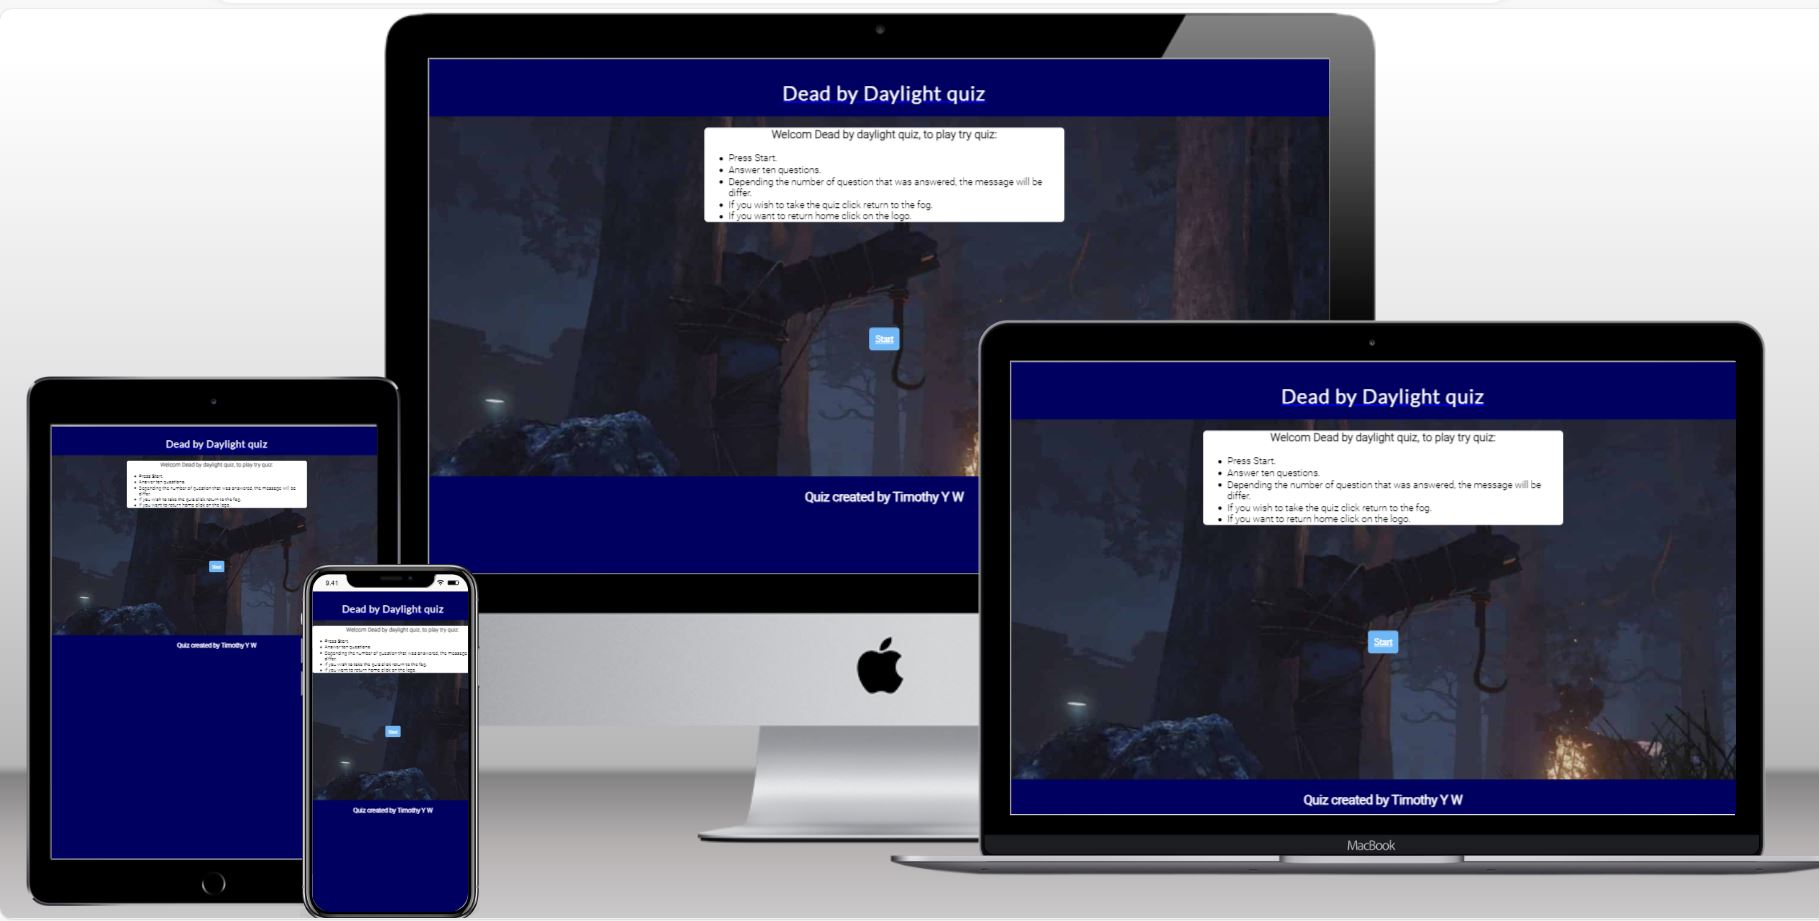 Dead by Daylight quiz
Welcom Dead by daylight quiz, to play try quiz:
Press Start.
Answer ten questions.
Depending the number of question that was answered, the message will be
differ.
If you wish to take the quiz click return to the fog.
If you want to return home click on the logo.
Start
Quiz created by Timothy Y W
Dead by Daylight quiz
Welcom Dead by daylight quiz, to play try quiz:
Press Start.
Answer ten questions.
Depending the number of question that was answered, the message will be
differ.
If you wish to take the quiz click return to the fog.
If you want to return home click on the logo.
Start
Quiz created by Timothy Y W
MacBook
Dead by Daylight quiz
Welcom Dead by daylight quiz, to play try quiz:
Press Start.
Answer ten questions.
Depending the number of question that was answered, the message will be
differ.
If you wish to take the quiz click return to the fog.
If you want to return home click on the logo.
Start
Quiz created by Timothy Y W
9:41
Dead by Daylight quiz
Welcom Dead by daylight quiz, to play try quiz:
Press Start.
Answer ten questions.
Depending the number of question that was answered, the message
differ.
If you wish to take the quiz click return to the fog.
If you want to return home click on the logo.
Start
Quiz created by Timothy Y W